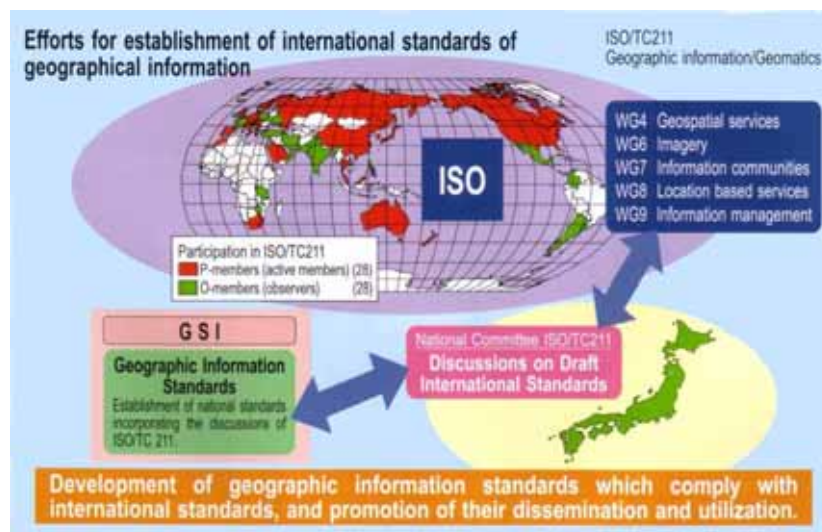 Efforts for establishment of international standards of
geographical information
ISO/TC211
Geographic information/Geomatics
WG4 Geospatial services
WG6 Imagery
WG7 Information communities
WG8 Location based services
WG9 Information management
ISO
Participation in ISO/TC211
P-members (active members) (28)
O-members (observers) (28)
GSI
Geographic Information
Standards
Establishment of national standards
incorporating the discussions of
ISO/TC 211.
National Committee ISO/TC211
Discussions on Draft
International Standards
Development of geographic information standards which comply with
international standards, and promotion of their dissemination and utilization.